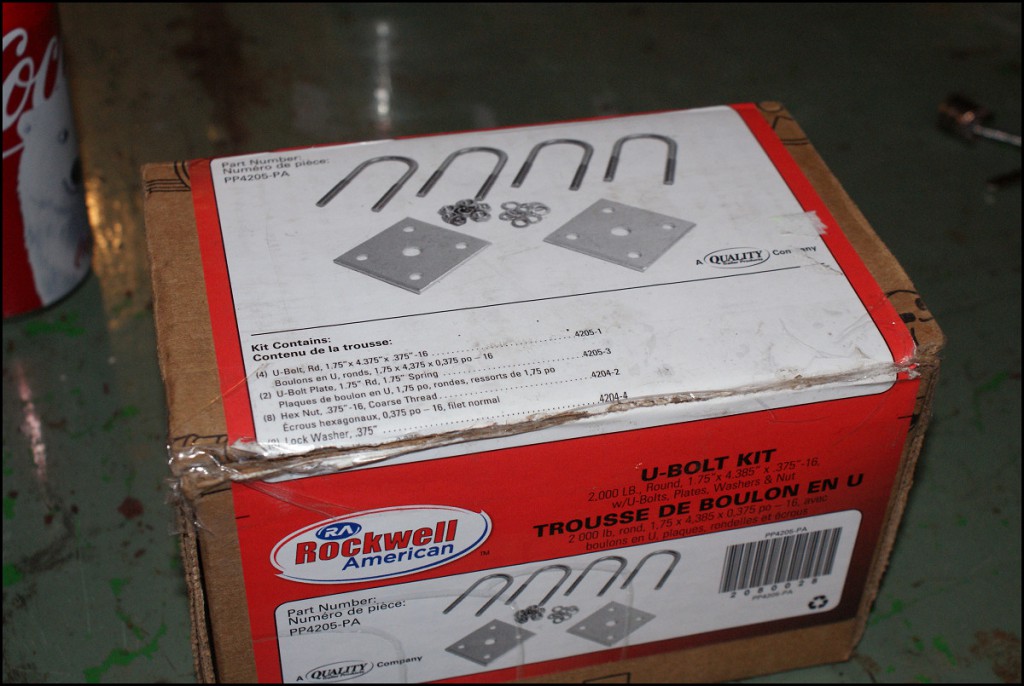 Part Number:
Numéro de pièce:
PP4205-PA
A QUALITY Company
Kit Contains:
Contenu de la trousse:
(4) U-Bolt, Rd, 1.75" x 4.375" x .375"-16 ........ 4205-1
Boulons en U, ronds, 1,75 x 4,375 x 0,375 po – 16
(2) U-Bolt Plate, 1.75" Rd, 1.75" Spring ........ 4205-3
Plaques de boulon en U, 1,75 po, rondes, ressorts de 1,75 po
(8) Hex Nut, .375"-16, Coarse Thread ........ 4204-2
Écrous hexagonaux, 0,375 po – 16, filet normal
Lock Washer, .375" ........ 4204-4
U-BOLT KIT
2,000 LB., Round, 1.75" x 4.385" x .375"-16,
w/U-Bolts, Plates, Washers & Nut
TROUSSE DE BOULON EN U
2 000 lb, rond, 1,75 x 4,385 x 0,375 po – 16, avec
boulons en U, plaques, rondelles et écrous
RA
Rockwell
American ™
Part Number:
Numéro de pièce:
PP4205-PA
A QUALITY Company
PP4205-PA
2080028
PP4205-PA